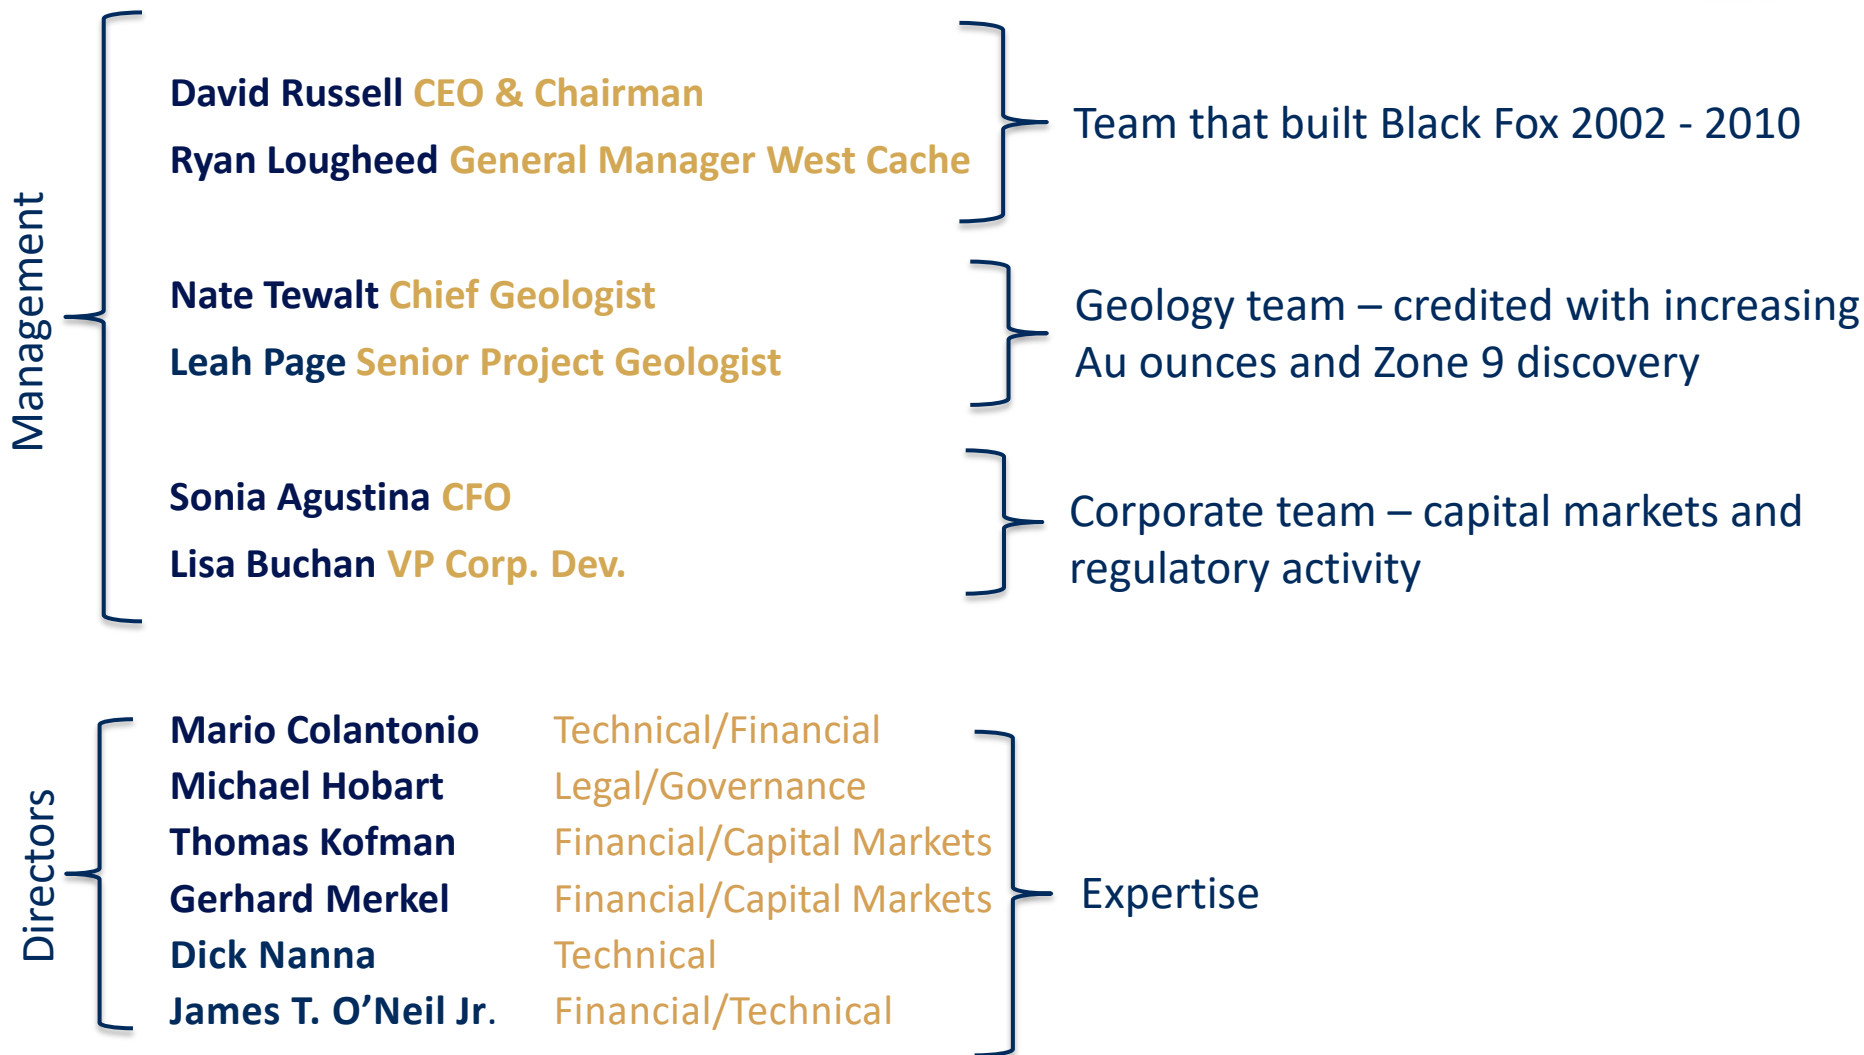 Management
David Russell CEO & Chairman
Ryan Lougheed General Manager West Cache
Team that built Black Fox 2002 - 2010
Nate Tewalt Chief Geologist
Leah Page Senior Project Geologist
Geology team – credited with increasing
Au ounces and Zone 9 discovery
Sonia Agustina CFO
Lisa Buchan VP Corp. Dev.
Corporate team – capital markets and
regulatory activity
Directors
Mario Colantonio Technical/Financial
Michael Hobart Legal/Governance
Thomas Kofman Financial/Capital Markets
Gerhard Merkel Financial/Capital Markets
Dick Nanna Technical
James T. O’Neil Jr. Financial/Technical
Expertise